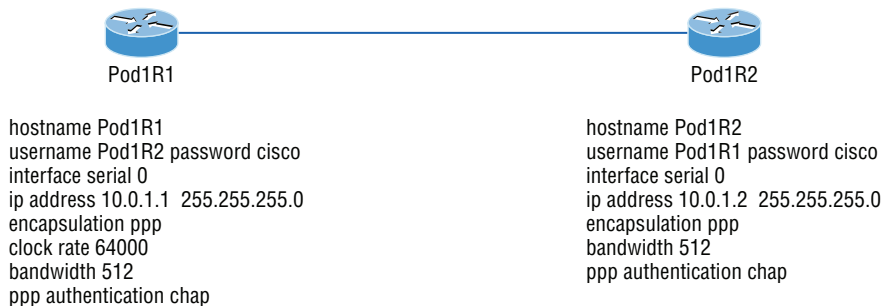 Pod1R1
Pod1R2
hostname Pod1R1
username Pod1R2 password cisco
interface serial 0
ip address 10.0.1.1 255.255.255.0
encapsulation ppp
clock rate 64000
bandwidth 512
ppp authentication chap
hostname Pod1R2
username Pod1R1 password cisco
interface serial 0
ip address 10.0.1.2 255.255.255.0
encapsulation ppp
bandwidth 512
ppp authentication chap